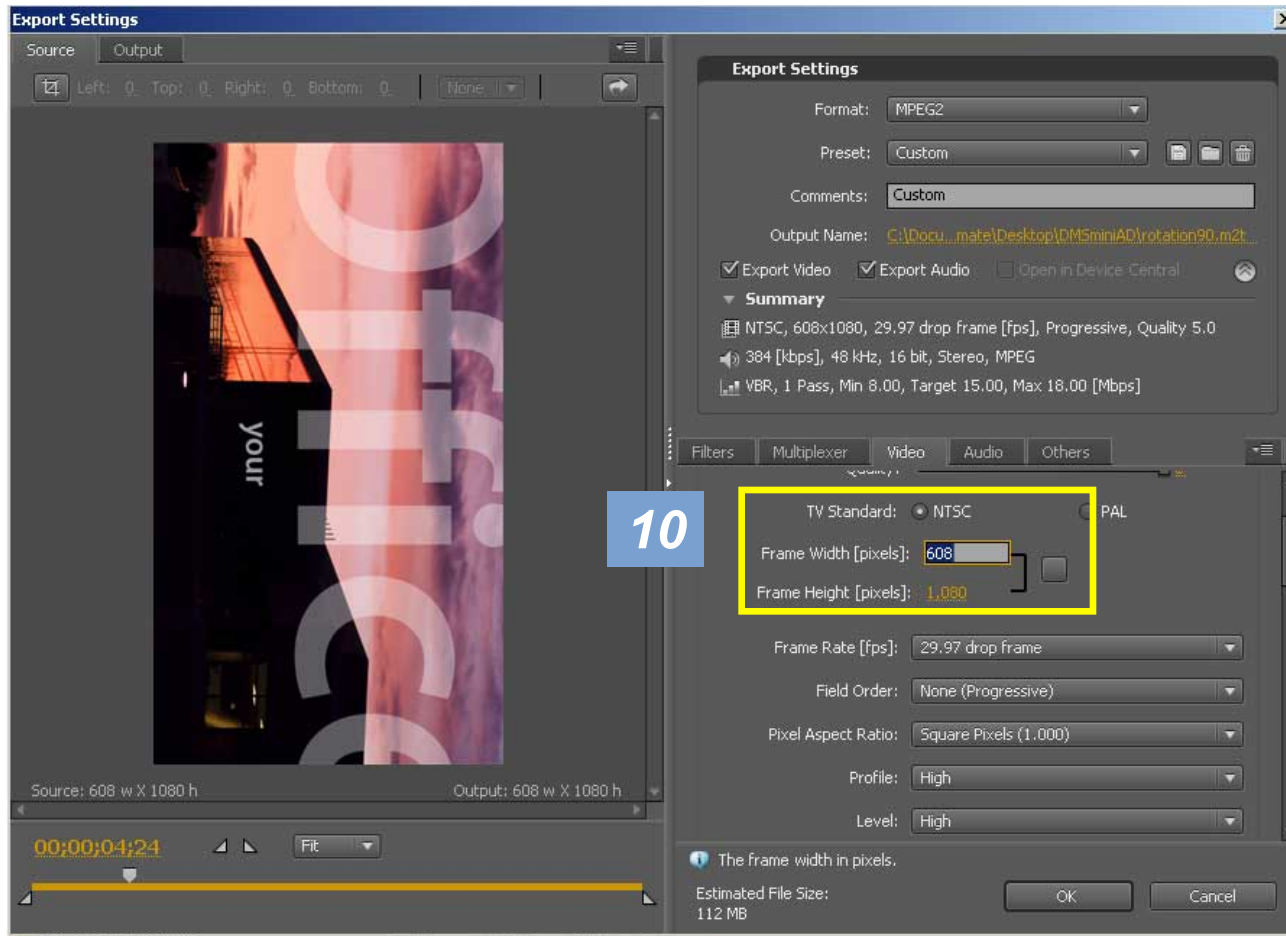 Export Settings
Source Output
Left: 0 Top: 0 Right: 0 Bottom: 0 None
Office
your
Source: 608 w X 1080 h Output: 608 w X 1080 h
00;00;04;24 Fit
Export Settings
Format: MPEG2
Preset: Custom
Comments: Custom
Output Name: C:\Docu...mate\Desktop\DMSminiAD\rotation90.m2t
Export Video Export Audio Open in Device Central
Summary
NTSC, 608x1080, 29.97 drop frame [fps], Progressive, Quality 5.0
384 [kbps], 48 kHz, 16 bit, Stereo, MPEG
VBR, 1 Pass, Min 8.00, Target 15.00, Max 18.00 [Mbps]
Filters Multiplexer Video Audio Others
10
TV Standard: NTSC PAL
Frame Width [pixels]: 608
Frame Height [pixels]: 1,080
Frame Rate [fps]: 29.97 drop frame
Field Order: None (Progressive)
Pixel Aspect Ratio: Square Pixels (1.000)
Profile: High
Level: High
The frame width in pixels.
Estimated File Size:
112 MB
OK Cancel